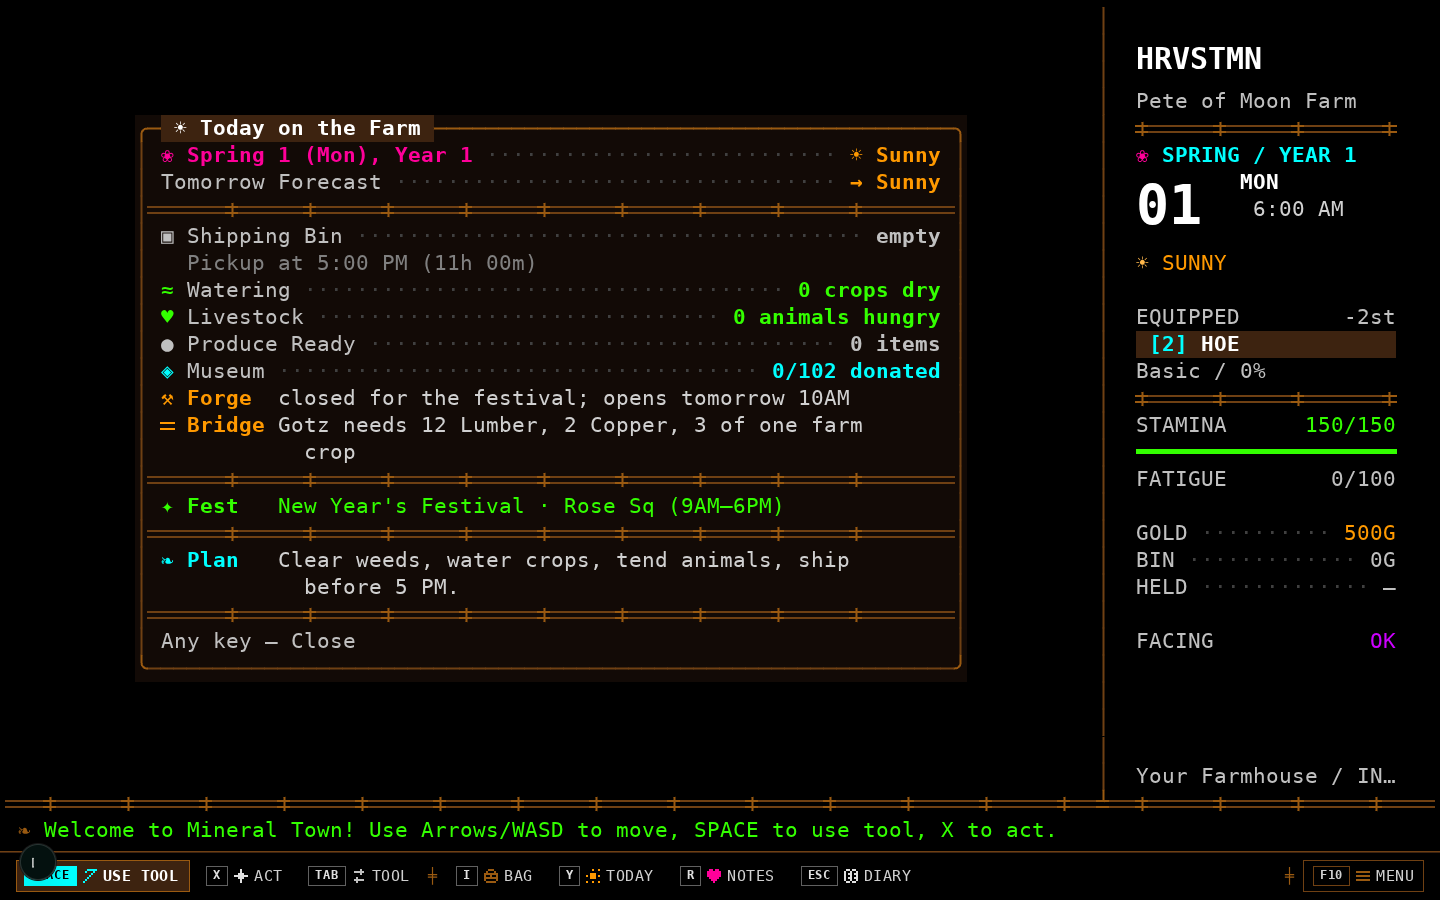 HRVSTMN
Pete of Moon Farm
☀ Today on the Farm
❀ Spring 1 (Mon), Year 1 ··························· ☀ Sunny
Tomorrow Forecast ·································· → Sunny
▣ Shipping Bin ······································· empty
Pickup at 5:00 PM (11h 00m)
≈ Watering ····································· 0 crops dry
♥ Livestock ······························· 0 animals hungry
● Produce Ready ···································· 0 items
◈ Museum ····································· 0/102 donated
⚒ Forge closed for the festival; opens tomorrow 10AM
Bridge Gotz needs 12 Lumber, 2 Copper, 3 of one farm
crop
✦ Fest New Year's Festival · Rose Sq (9AM–6PM)
❧ Plan Clear weeds, water crops, tend animals, ship
before 5 PM.
Any key — Close
❀ SPRING / YEAR 1
01 MON
6:00 AM
☀ SUNNY
EQUIPPED -2st
[2] HOE
Basic / 0%
STAMINA 150/150
FATIGUE 0/100
GOLD ·········· 500G
BIN ············· 0G
HELD ············· —
FACING OK
Your Farmhouse / IN…
❧ Welcome to Mineral Town! Use Arrows/WASD to move, SPACE to use tool, X to act.
USE TOOL X ACT TAB TOOL I BAG Y TODAY R NOTES ESC DIARY F10 MENU